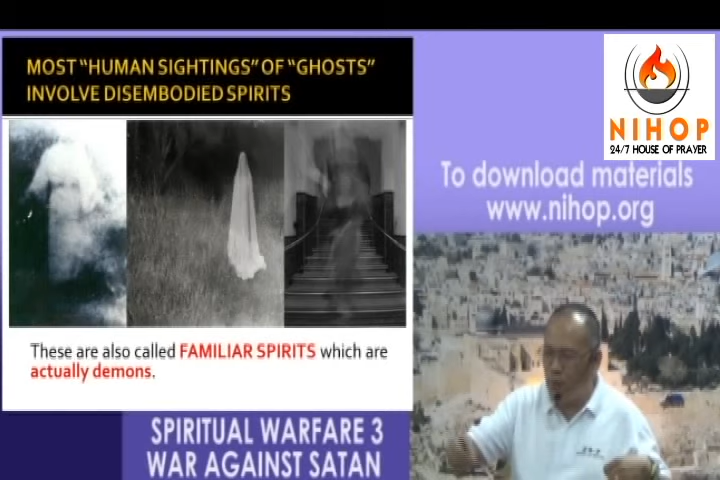 MOST “HUMAN SIGHTINGS” OF “GHOSTS”
INVOLVE DISEMBODIED SPIRITS
These are also called FAMILIAR SPIRITS which are
actually demons.
NIHOP
24/7 HOUSE OF PRAYER
To download materials
www.nihop.org
SPIRITUAL WARFARE 3
WAR AGAINST SATAN